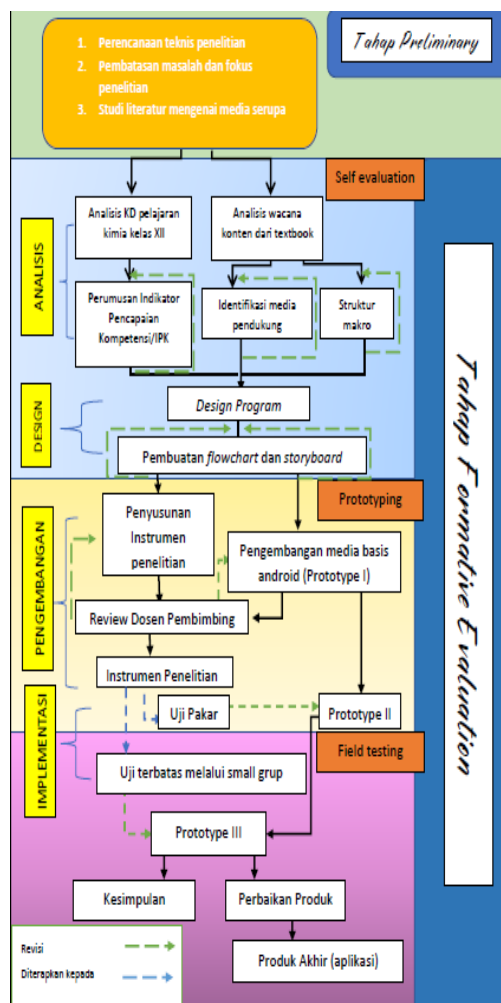 1. Perencanaan teknis penelitian
2. Pembatasan masalah dan fokus
penelitian
3. Studi literatur mengenai media serupa
Tahap Preliminary
Self evaluation
ANALISIS
Analisis KD pelajaran
kimia kelas XII
Analisis wacana
konten dari textbook
Perumusan Indikator
Pencapaian
Kompetensi/IPK
Identifikasi media
pendukung
Struktur
makro
Tahap Formative Evaluation
DESIGN
Design Program
Pembuatan flowchart dan storyboard
Prototyping
PENGEMBANGAN
Penyusunan
Instrumen
penelitian
Pengembangan media basis
android (Prototype I)
Review Dosen Pembimbing
Instrumen Penelitian
IMPLEMENTASI
Uji Pakar
Prototype II
Field testing
Uji terbatas melalui small grup
Prototype III
Kesimpulan
Perbaikan Produk
Produk Akhir (aplikasi)
Revisi
Diterapkan kepada